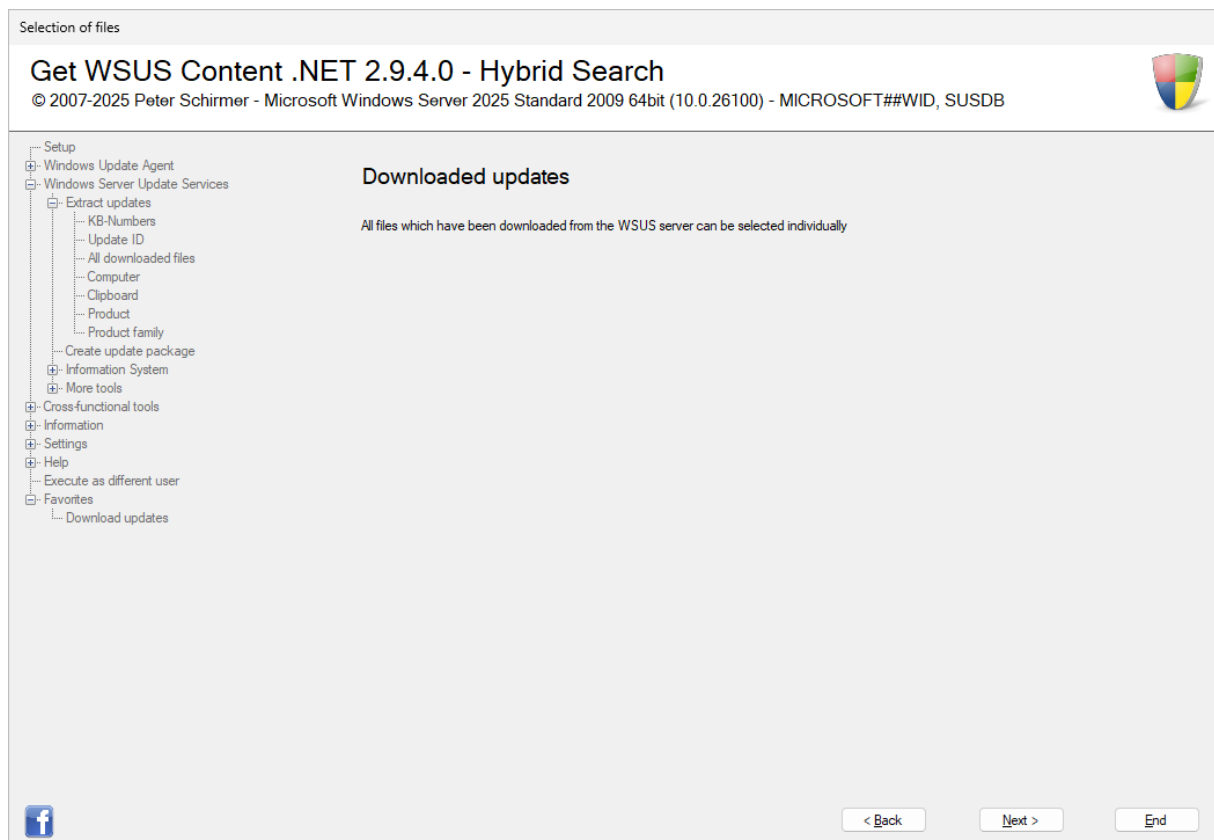 Selection of files
Get WSUS Content .NET 2.9.4.0 - Hybrid Search
© 2007-2025 Peter Schirmer - Microsoft Windows Server 2025 Standard 2009 64bit (10.0.26100) - MICROSOFT##WID, SUSDB
Setup
Windows Update Agent
Windows Server Update Services
Extract updates
KB-Numbers
Update ID
All downloaded files
Computer
Clipboard
Product
Product family
Create update package
Information System
More tools
Cross-functional tools
Information
Settings
Help
Execute as different user
Favorites
Download updates
Downloaded updates
All files which have been downloaded from the WSUS server can be selected individually
f
< Back
Next >
End